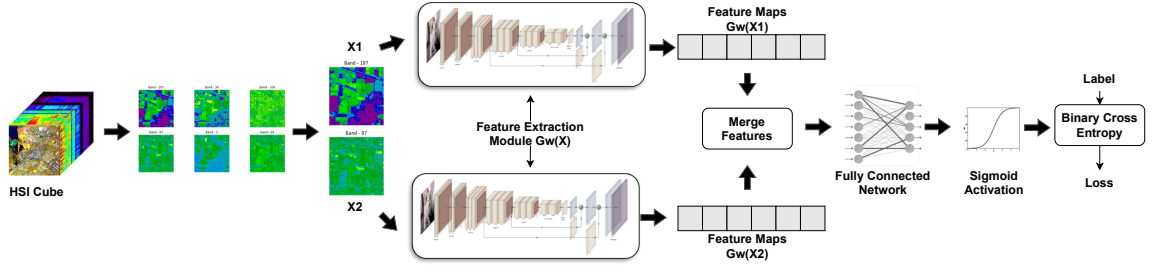 HSI Cube
X1
Band - 187
Band - 87
X2
Feature Extraction
Module Gw(X)
Feature Maps
Gw(X1)
Feature Maps
Gw(X2)
Merge
Features
Fully Connected
Network
Sigmoid
Activation
Label
Binary Cross
Entropy
Loss